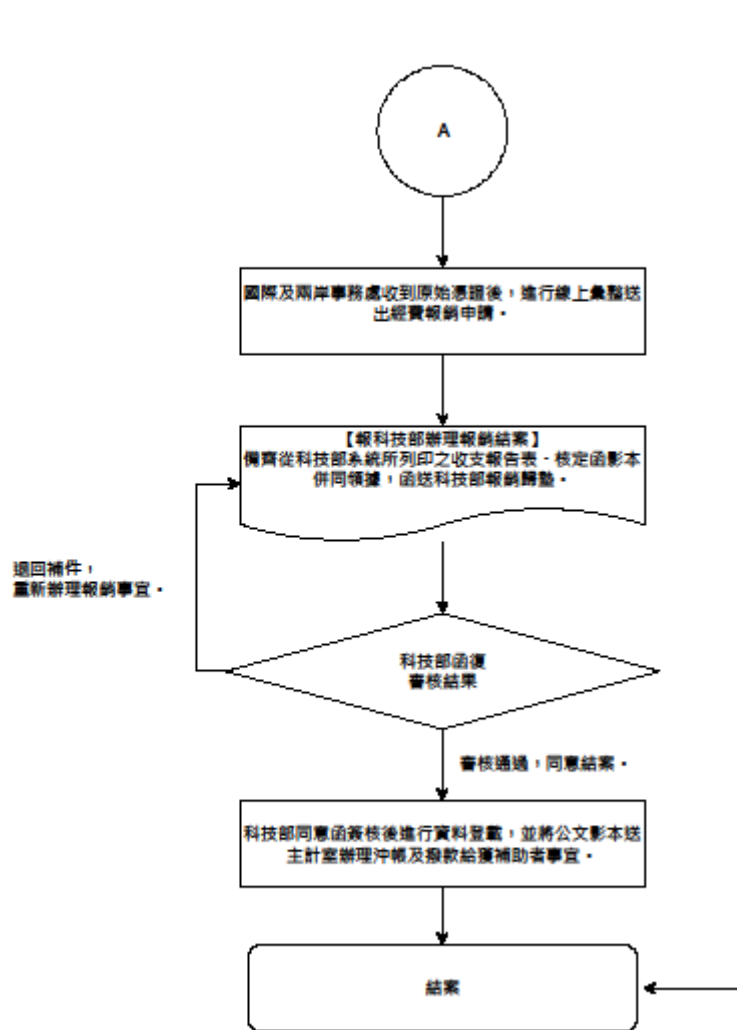 A
國際及兩岸事務處收到原始憑證後，進行線上彙整送
出經費報銷申請。
【報科技部辦理報銷結案】
備齊從科技部系統所列印之收支報告表、核定函影本
併同領據，函送科技部報銷歸墊。
退回補件，
重新辦理報銷事宜。
科技部函復
審核結果
審核通過，同意結案。
科技部同意函簽核後進行資料登載，並將公文影本送
主計室辦理沖帳及撥款給獲補助者事宜。
結案